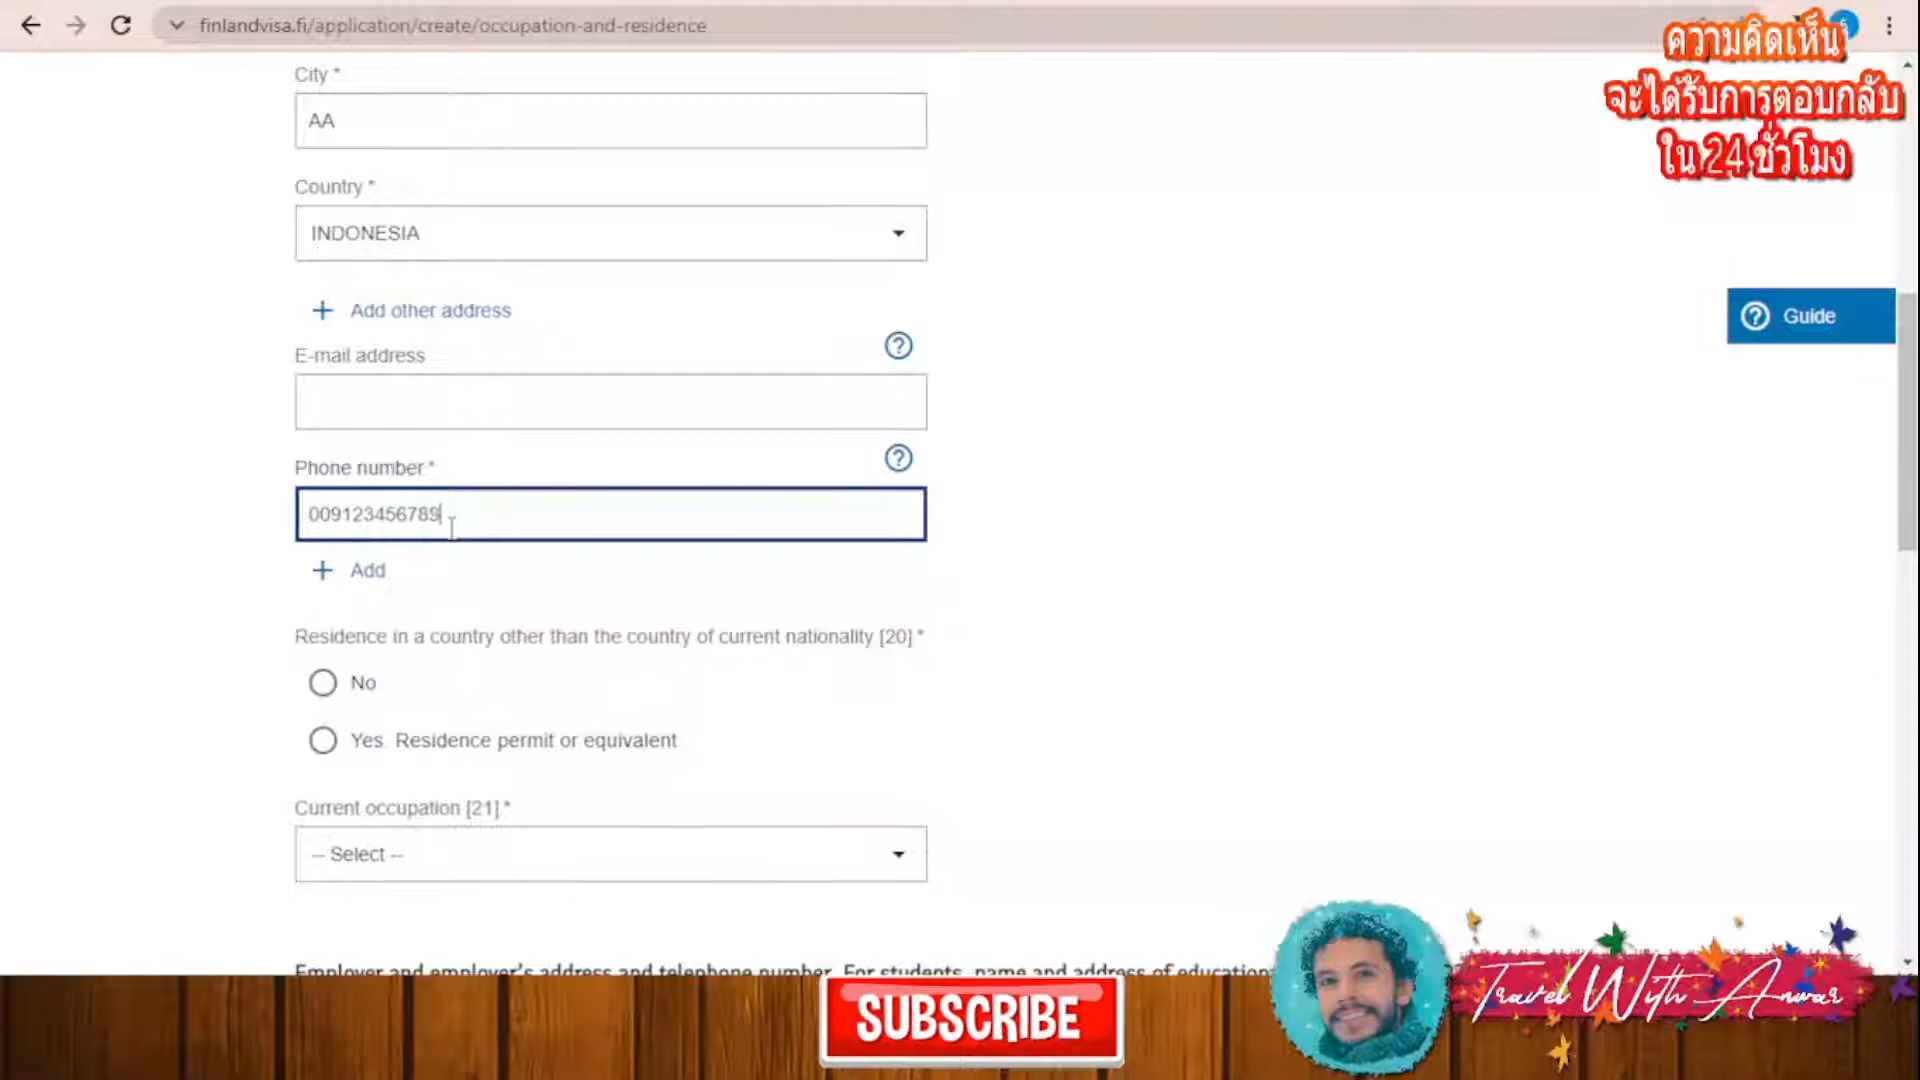 finlandvisa.fi/application/create/occupation-and-residence
ความคิดเห็น
จะได้รับการตอบกลับ
ใน 24 ชั่วโมง
City *
AA
Country *
INDONESIA
+ Add other address
Guide
E-mail address
Phone number *
009123456789
+ Add
Residence in a country other than the country of current nationality [20] *
No
Yes. Residence permit or equivalent
Current occupation [21] *
-- Select --
Employer and employer's address and telephone number. For students, name and address of education
SUBSCRIBE
Travel With Anwar